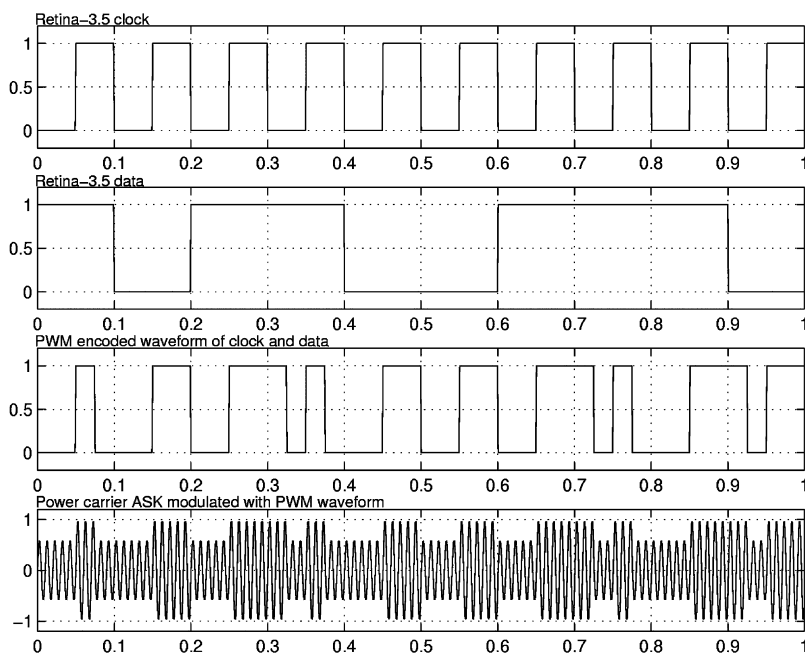 Retina-3.5 clock
1
0.5
0
0 0.1 0.2 0.3 0.4 0.5 0.6 0.7 0.8 0.9 1
Retina-3.5 data
1
0.5
0
0 0.1 0.2 0.3 0.4 0.5 0.6 0.7 0.8 0.9 1
PWM encoded waveform of clock and data
1
0.5
0
0 0.1 0.2 0.3 0.4 0.5 0.6 0.7 0.8 0.9 1
Power carrier ASK modulated with PWM waveform
1
0
-1
0 0.1 0.2 0.3 0.4 0.5 0.6 0.7 0.8 0.9 1